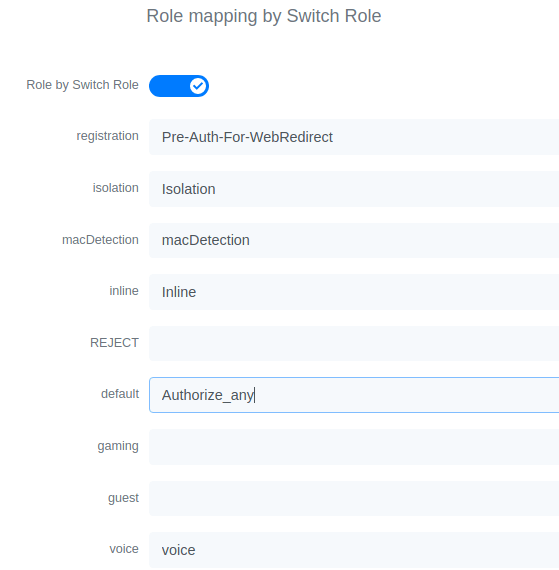 Role mapping by Switch Role
Role by Switch Role
registration Pre-Auth-For-WebRedirect
isolation Isolation
macDetection macDetection
inline Inline
REJECT
default Authorize_any
gaming
guest
voice voice